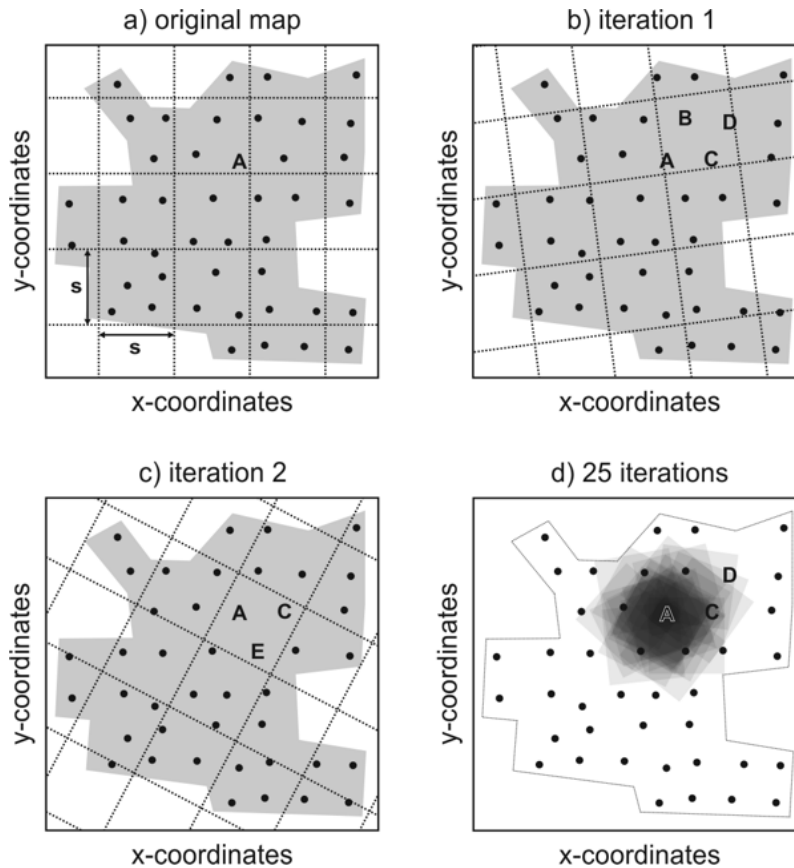 a) original map
y-coordinates
A
s
s
x-coordinates
b) iteration 1
y-coordinates
B
D
A
C
x-coordinates
c) iteration 2
y-coordinates
A
C
E
x-coordinates
d) 25 iterations
y-coordinates
D
A
C
x-coordinates